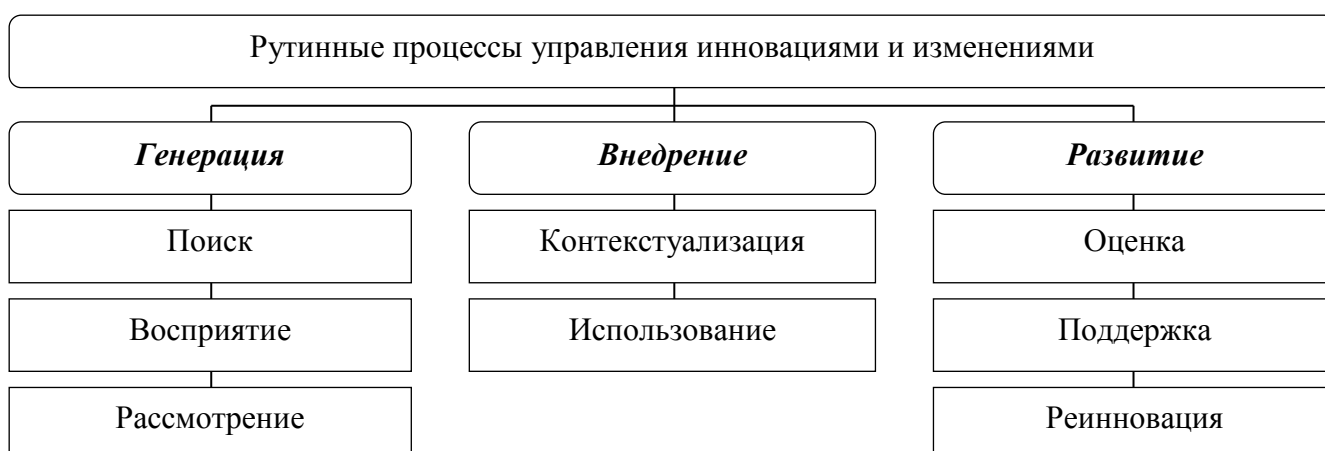 Рутинные процессы управления инновациями и изменениями
Генерация
Внедрение
Развитие
Поиск
Контекстуализация
Оценка
Восприятие
Использование
Поддержка
Рассмотрение
Реинновация